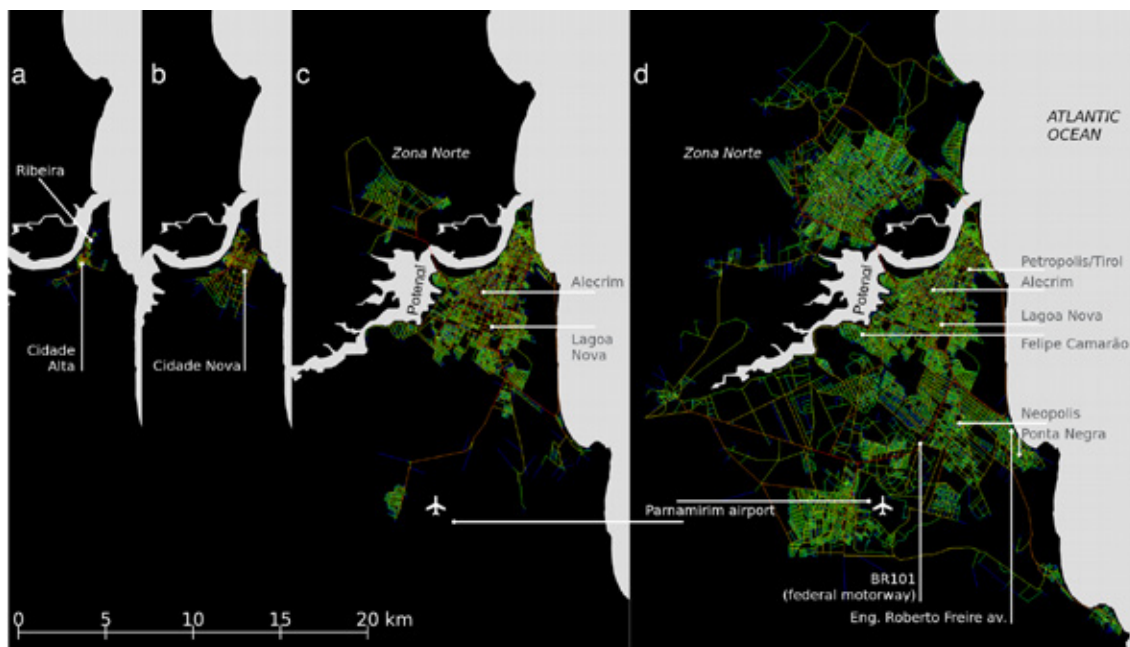 a
b
c
d
Ribeira
Cidade
Alta
Cidade Nova
Zona Norte
Potengi
Alecrim
Lagoa
Nova
Zona Norte
ATLANTIC
OCEAN
Potengi
Petropolis/Tirol
Alecrim
Lagoa Nova
Felipe Camarão
Neopolis
Ponta Negra
Parnamirim airport
BR101
(federal motorway)
Eng. Roberto Freire av.
0 5 10 15 20 km